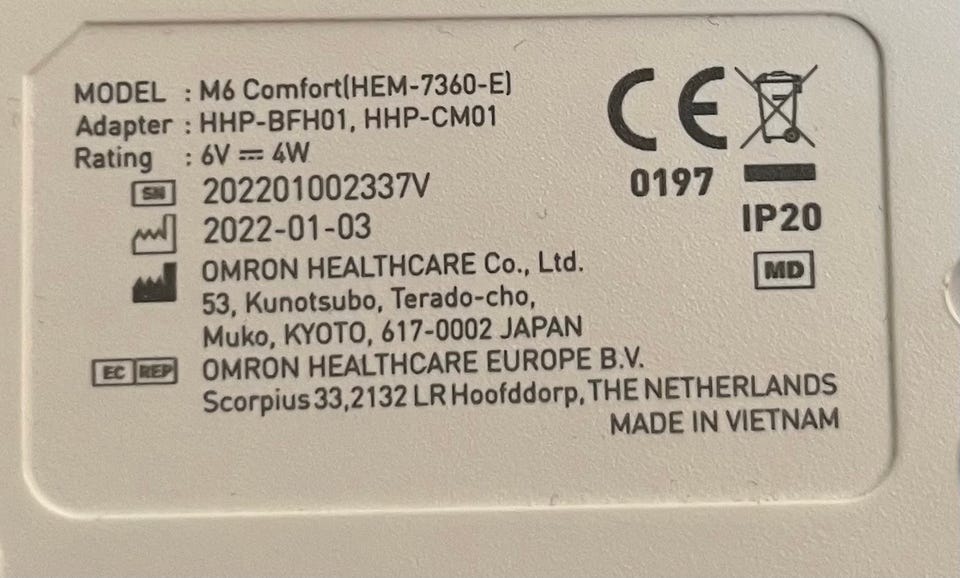 MODEL : M6 Comfort(HEM-7360-E)
Adapter : HHP-BFH01, HHP-CM01
Rating : 6V ⎓ 4W
SN 202201002337V
2022-01-03
OMRON HEALTHCARE Co., Ltd.
53, Kunotsubo, Terado-cho,
Muko, KYOTO, 617-0002 JAPAN
EC REP OMRON HEALTHCARE EUROPE B.V.
Scorpius 33,2132 LR Hoofddorp, THE NETHERLANDS
MADE IN VIETNAM
CE
0197
IP20
MD